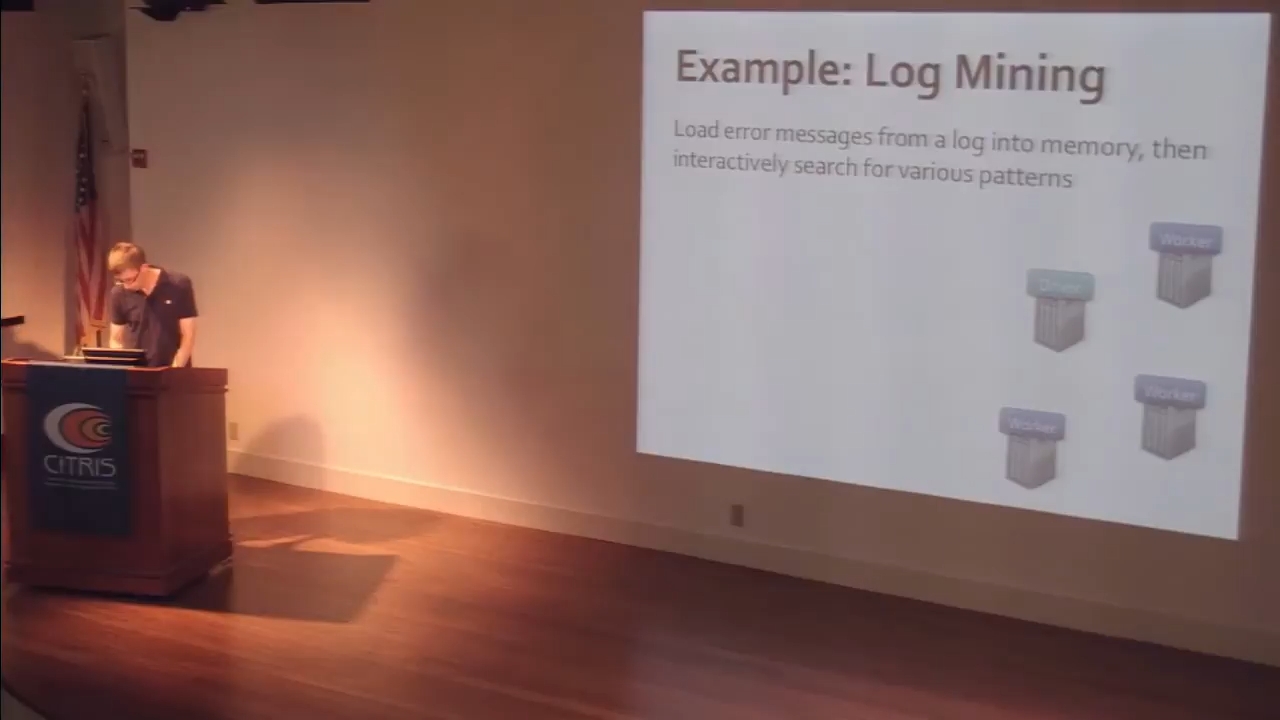 Example: Log Mining
Load error messages from a log into memory, then
interactively search for various patterns
Worker
Driver
Worker
Worker
CITRIS